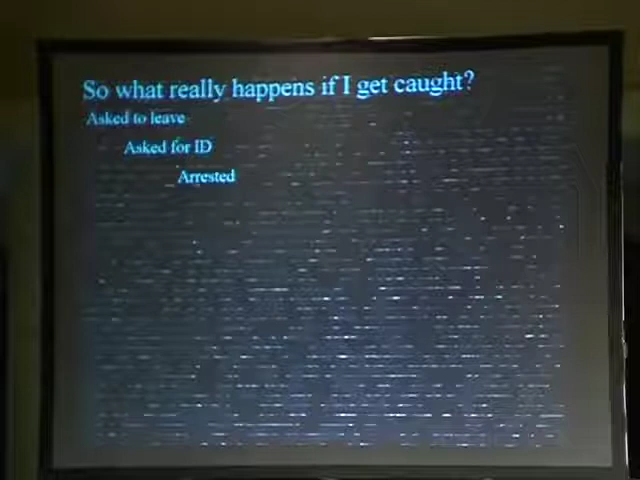 So what really happens if I get caught?
Asked to leave
Asked for ID
Arrested